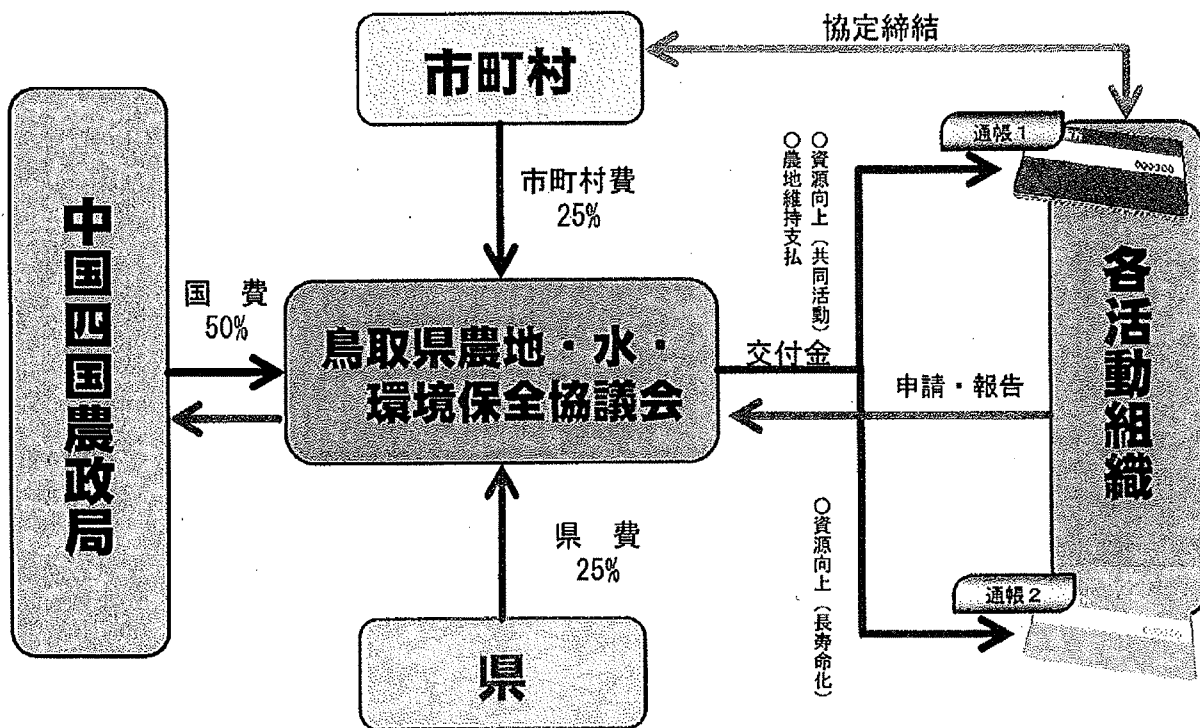 協定締結
市町村
通帳1
市町村費
25%
○資源向上(共同活動)
○農地維持支払
中国四国農政局
国 費
50%
鳥取県農地・水・
環境保全協議会
交付金
申請・報告
各活動組織
県 費
25%
○資源向上(長寿命化)
通帳2
県